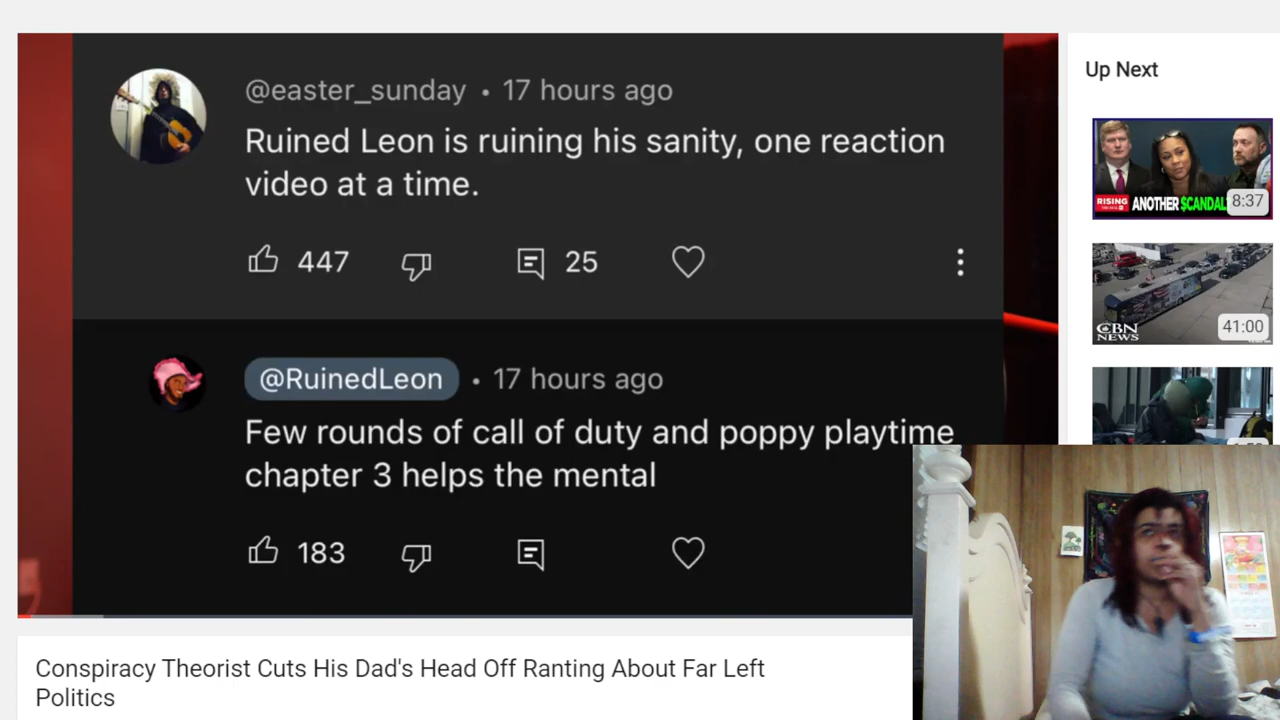 @easter_sunday • 17 hours ago
Ruined Leon is ruining his sanity, one reaction
video at a time.
447
25
@RuinedLeon • 17 hours ago
Few rounds of call of duty and poppy playtime
chapter 3 helps the mental
183
Conspiracy Theorist Cuts His Dad's Head Off Ranting About Far Left
Politics
Up Next
RISING
ANOTHER $CANDAL
8:37
CBN
NEWS
41:00